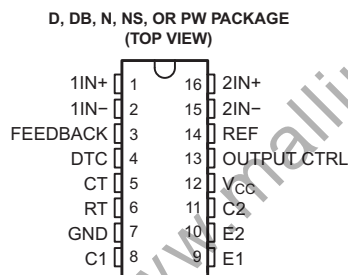 D, DB, N, NS, OR PW PACKAGE
(TOP VIEW)
1IN+ 1 16 2IN+
1IN− 2 15 2IN−
FEEDBACK 3 14 REF
DTC 4 13 OUTPUT CTRL
CT 5 12 VCC
RT 6 11 C2
GND 7 10 E2
C1 8 9 E1
www.mallin